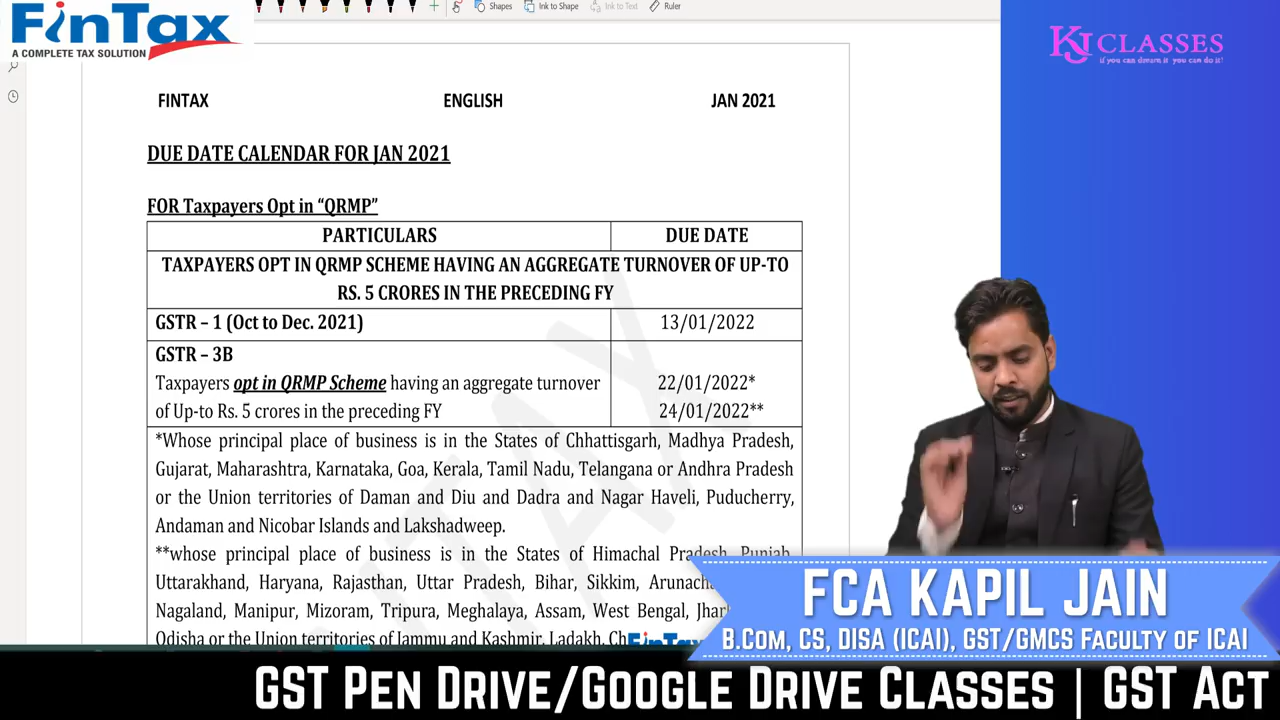 FinTax
A COMPLETE TAX SOLUTION
Shapes
Ink to Shape
Ink to Text
Ruler
KJ CLASSES
if you can dream it you can do it!
FINTAX ENGLISH JAN 2021
DUE DATE CALENDAR FOR JAN 2021
FOR Taxpayers Opt in “QRMP”
PARTICULARS DUE DATE
TAXPAYERS OPT IN QRMP SCHEME HAVING AN AGGREGATE TURNOVER OF UP-TO
RS. 5 CRORES IN THE PRECEDING FY
GSTR – 1 (Oct to Dec. 2021) 13/01/2022
GSTR – 3B
Taxpayers opt in QRMP Scheme having an aggregate turnover 22/01/2022*
of Up-to Rs. 5 crores in the preceding FY 24/01/2022**
*Whose principal place of business is in the States of Chhattisgarh, Madhya Pradesh,
Gujarat, Maharashtra, Karnataka, Goa, Kerala, Tamil Nadu, Telangana or Andhra Pradesh
or the Union territories of Daman and Diu and Dadra and Nagar Haveli, Puducherry,
Andaman and Nicobar Islands and Lakshadweep.
**whose principal place of business is in the States of Himachal Pradesh, Punjab,
Uttarakhand, Haryana, Rajasthan, Uttar Pradesh, Bihar, Sikkim,
Nagaland, Manipur, Mizoram, Tripura, Meghalaya, Assam, West Bengal,
Odisha or the Union territories of Jammu and Kashmir, Ladakh,
FinTax
FCA KAPIL JAIN
B.Com, CS, DISA (ICAI), GST/GMCS Faculty of ICAI
GST Pen Drive/Google Drive Classes | GST Act